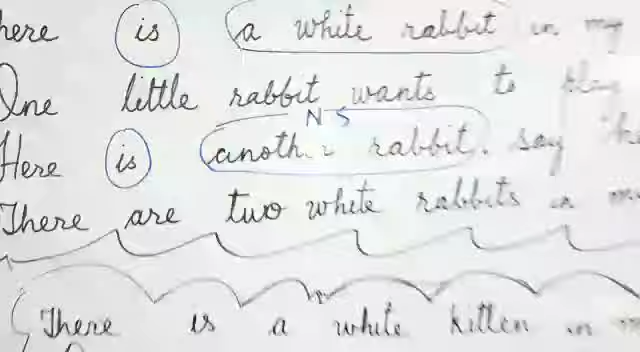 here is a white rabbit in my
One little rabbit wants to play
NS
Here is another rabbit. say
There are two white rabbits in
There is a white kitten in